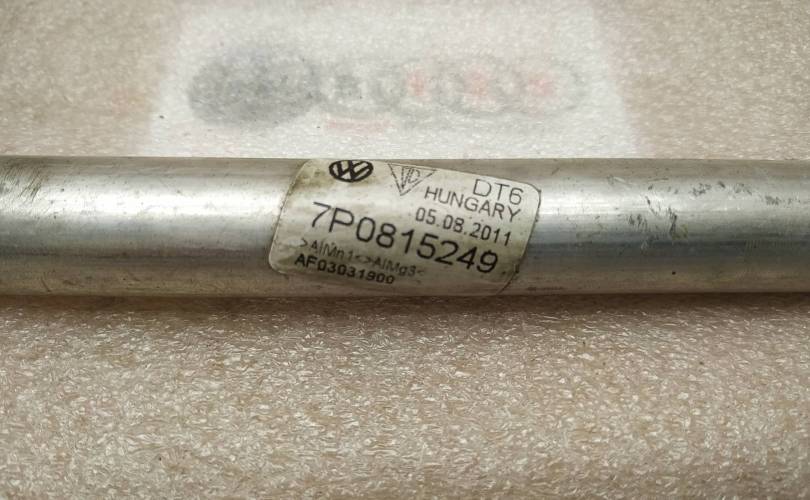 DT6
HUNGARY
05.08.2011
7P0815249
>AlMn1<>AlMg3<
AF03031900